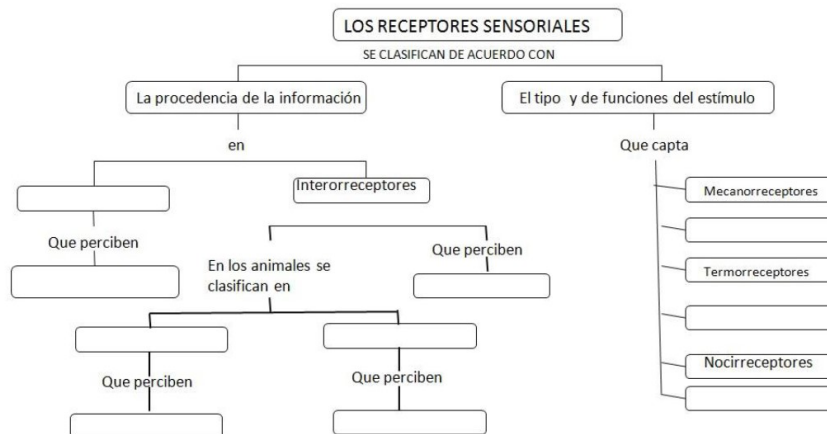 LOS RECEPTORES SENSORIALES
SE CLASIFICAN DE ACUERDO CON
La procedencia de la información
El tipo y de funciones del estímulo
en
Que capta
Interorreceptores
Mecanorreceptores
Que perciben
Que perciben
En los animales se
clasifican en
Termorreceptores
Que perciben
Que perciben
Nocirreceptores